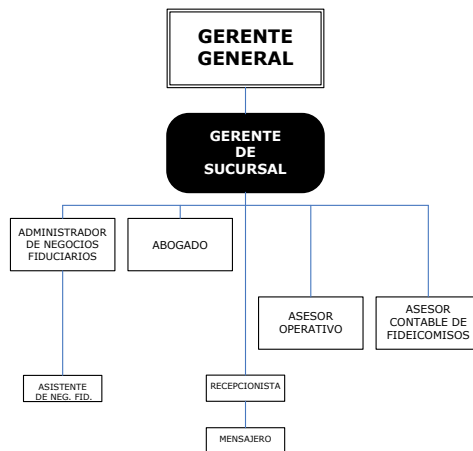 GERENTE
GENERAL
GERENTE
DE
SUCURSAL
ADMINISTRADOR
DE NEGOCIOS
FIDUCIARIOS
ABOGADO
ASESOR
OPERATIVO
ASESOR
CONTABLE DE
FIDEICOMISOS
ASISTENTE
DE NEG. FID.
RECEPCIONISTA
MENSAJERO